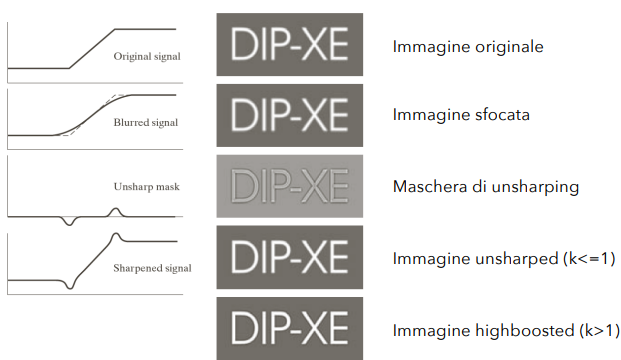 Original signal
DIP-XE
Immagine originale
Blurred signal
DIP-XE
Immagine sfocata
Unsharp mask
DIP-XE
Maschera di unsharping
Sharpened signal
DIP-XE
Immagine unsharped (k<=1)
DIP-XE
Immagine highboosted (k>1)